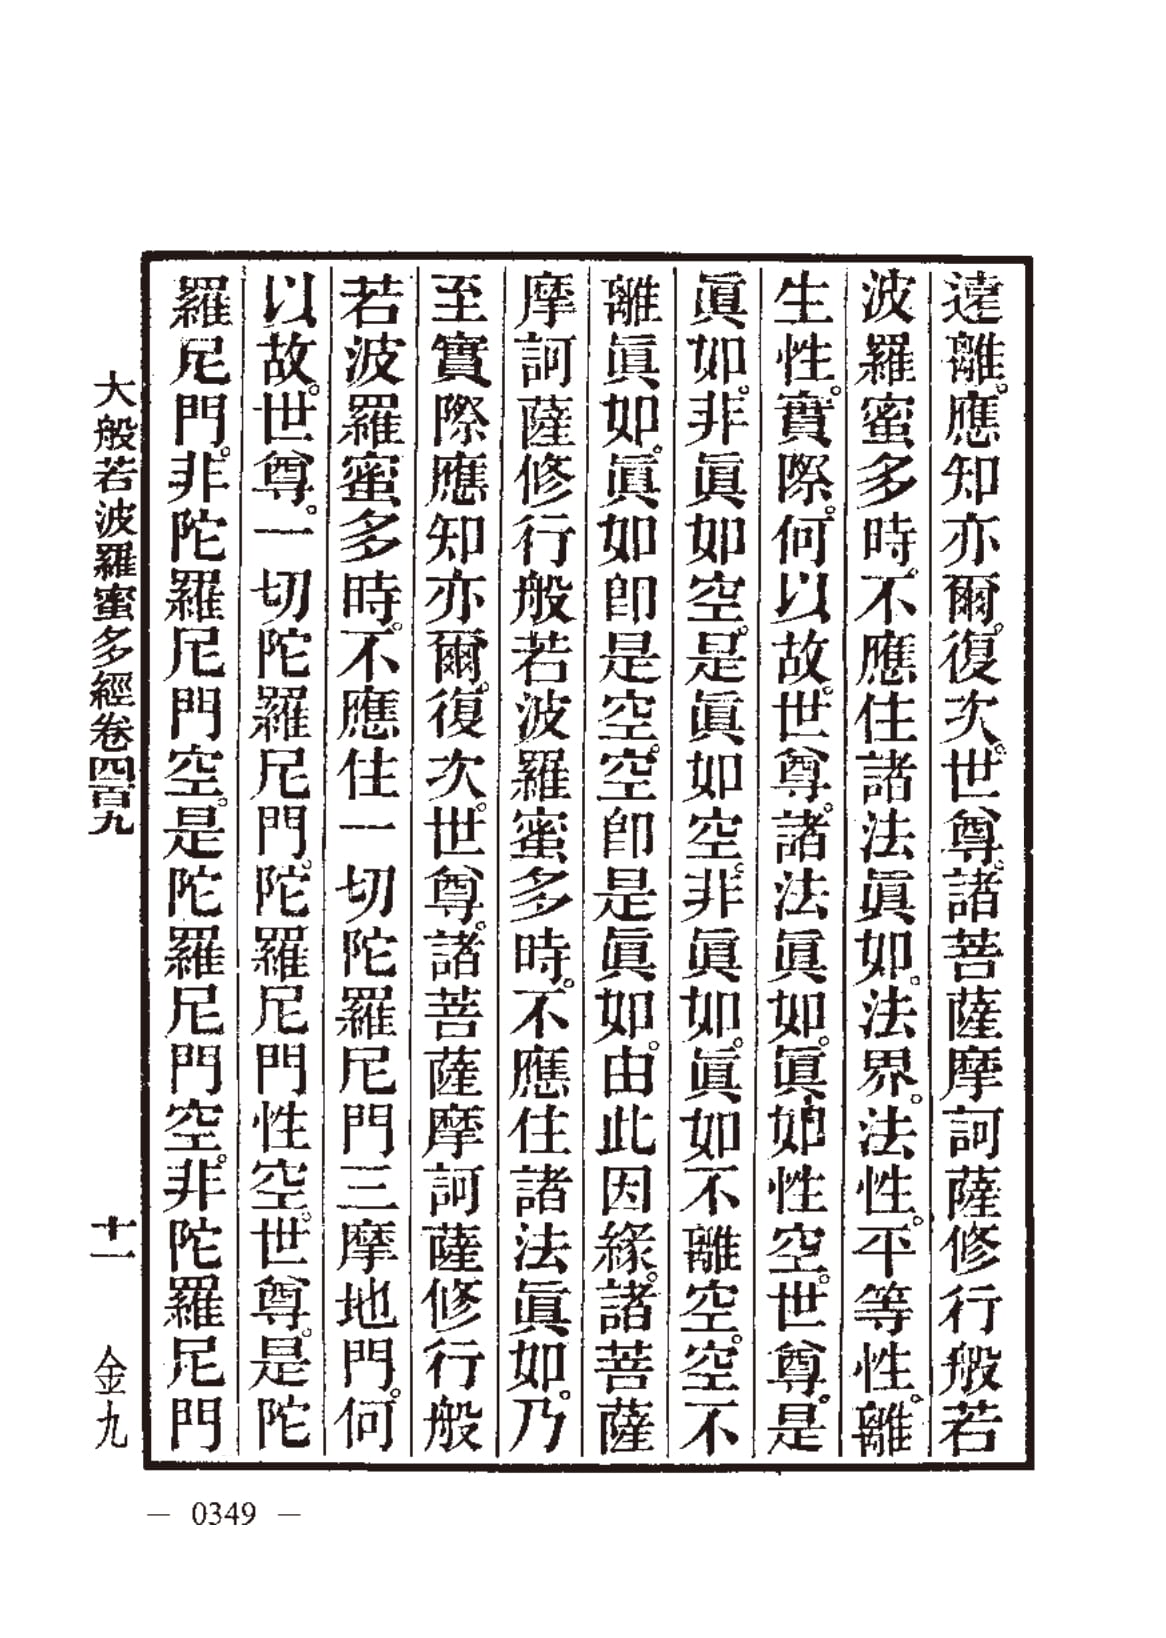 遠離。應知亦爾。復次。世尊。諸菩薩摩訶薩修行般若
波羅蜜多時。不應住諸法眞如。法界。法性。平等性。離
生性。實際。何以故。世尊。諸法眞如。眞如性空。世尊。是
眞如。非眞如空。是眞如空。非眞如。眞如不離空。空不
離眞如。眞如卽是空。空卽是眞如。由此因緣。諸菩薩
摩訶薩修行般若波羅蜜多時。不應住諸法眞如。乃
至實際應知亦爾。復次。世尊。諸菩薩摩訶薩修行般
若波羅蜜多時。不應住一切陀羅尼門三摩地門。何
以故。世尊。一切陀羅尼門。陀羅尼門性空。世尊。是陀
羅尼門。非陀羅尼門空。是陀羅尼門空。非陀羅尼門
大般若波羅蜜多經卷四百九 十一 金九
— 0349 —